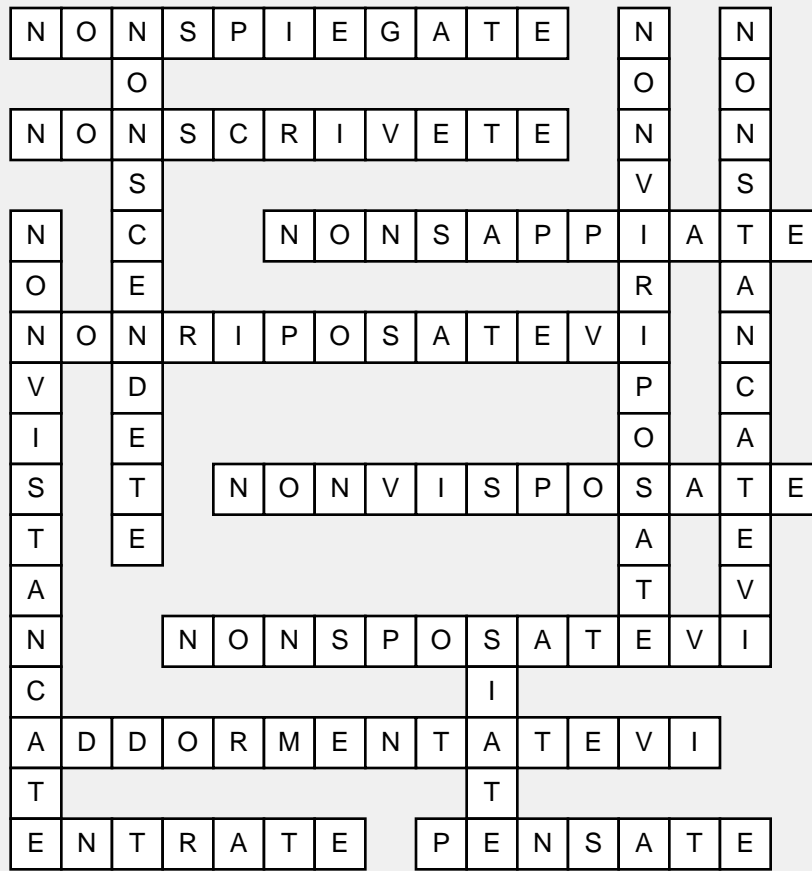 NONSPIEGATE
NONSCENDETE
NONVIRIPOSATE
NONSTANCATEVI
NONSCRIVETE
NONVISTANCATE
NONSAPPIATE
NONRIPOSATEVI
NONVISPOSATE
NONSPOSATEVI
SIATE
ADDORMENTATEVI
ENTRATE
PENSATE